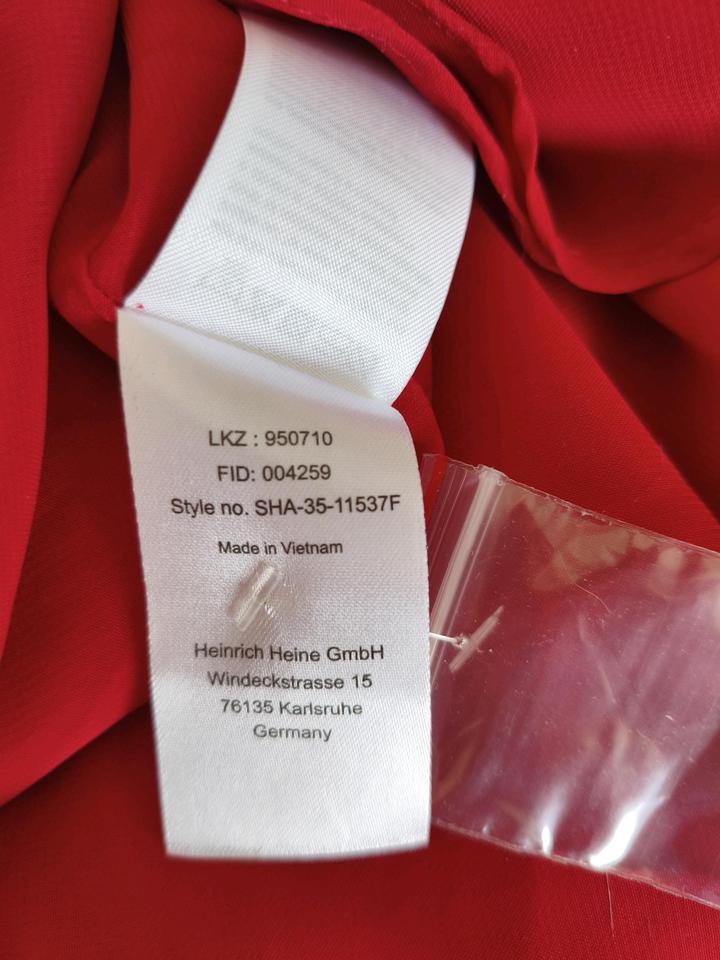 LKZ : 950710
FID: 004259
Style no. SHA-35-11537F
Made in Vietnam
Heinrich Heine GmbH
Windeckstrasse 15
76135 Karlsruhe
Germany